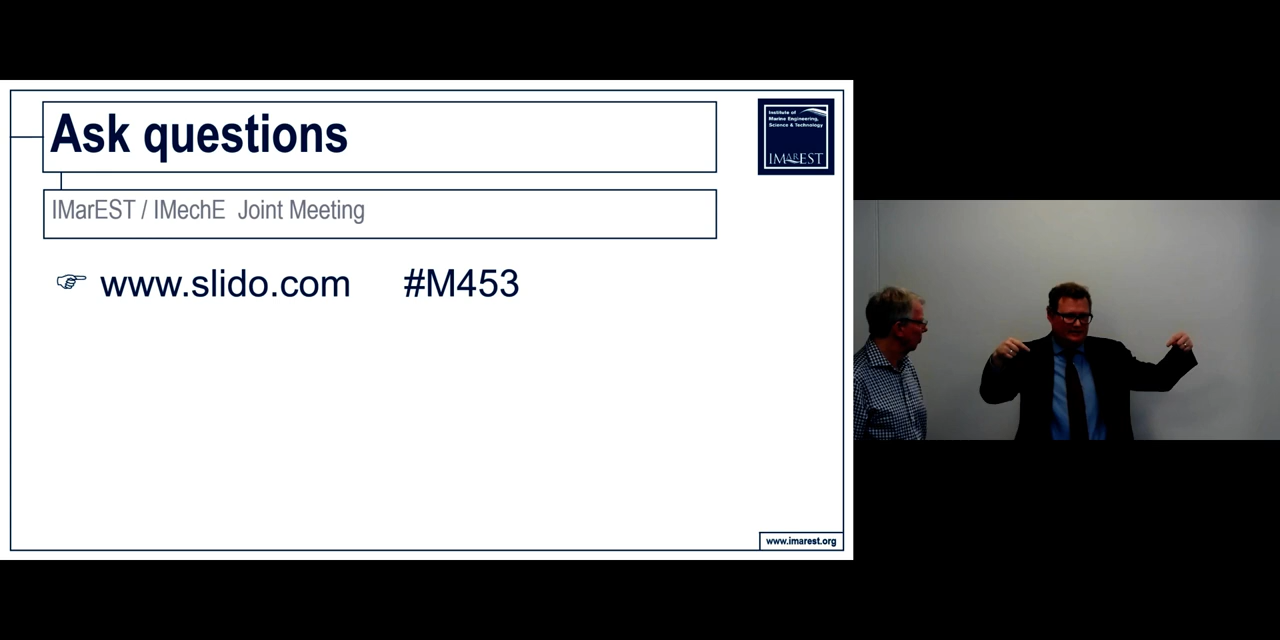 Ask questions
Institute of
Marine Engineering,
Science & Technology
IMarEST
IMarEST / IMechE Joint Meeting
☞ www.slido.com #M453
www.imarest.org